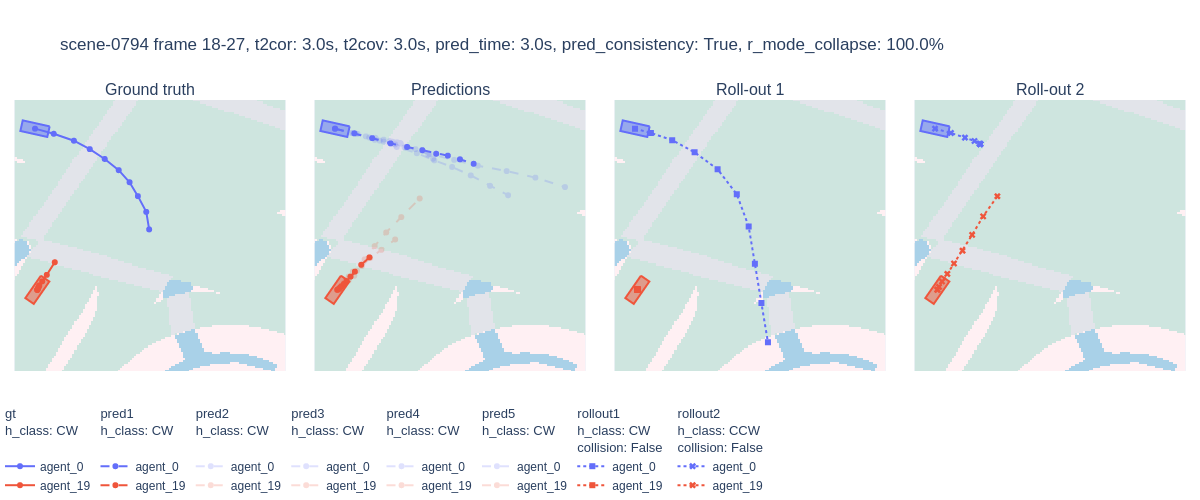 scene-0794 frame 18-27, t2cor: 3.0s, t2cov: 3.0s, pred_time: 3.0s, pred_consistency: True, r_mode_collapse: 100.0%
Ground truth
Predictions
Roll-out 1
Roll-out 2
gt
h_class: CW
agent_0
agent_19
pred1
h_class: CW
agent_0
agent_19
pred2
h_class: CW
agent_0
agent_19
pred3
h_class: CW
agent_0
agent_19
pred4
h_class: CW
agent_0
agent_19
pred5
h_class: CW
agent_0
agent_19
rollout1
h_class: CW
collision: False
agent_0
agent_19
rollout2
h_class: CCW
collision: False
agent_0
agent_19